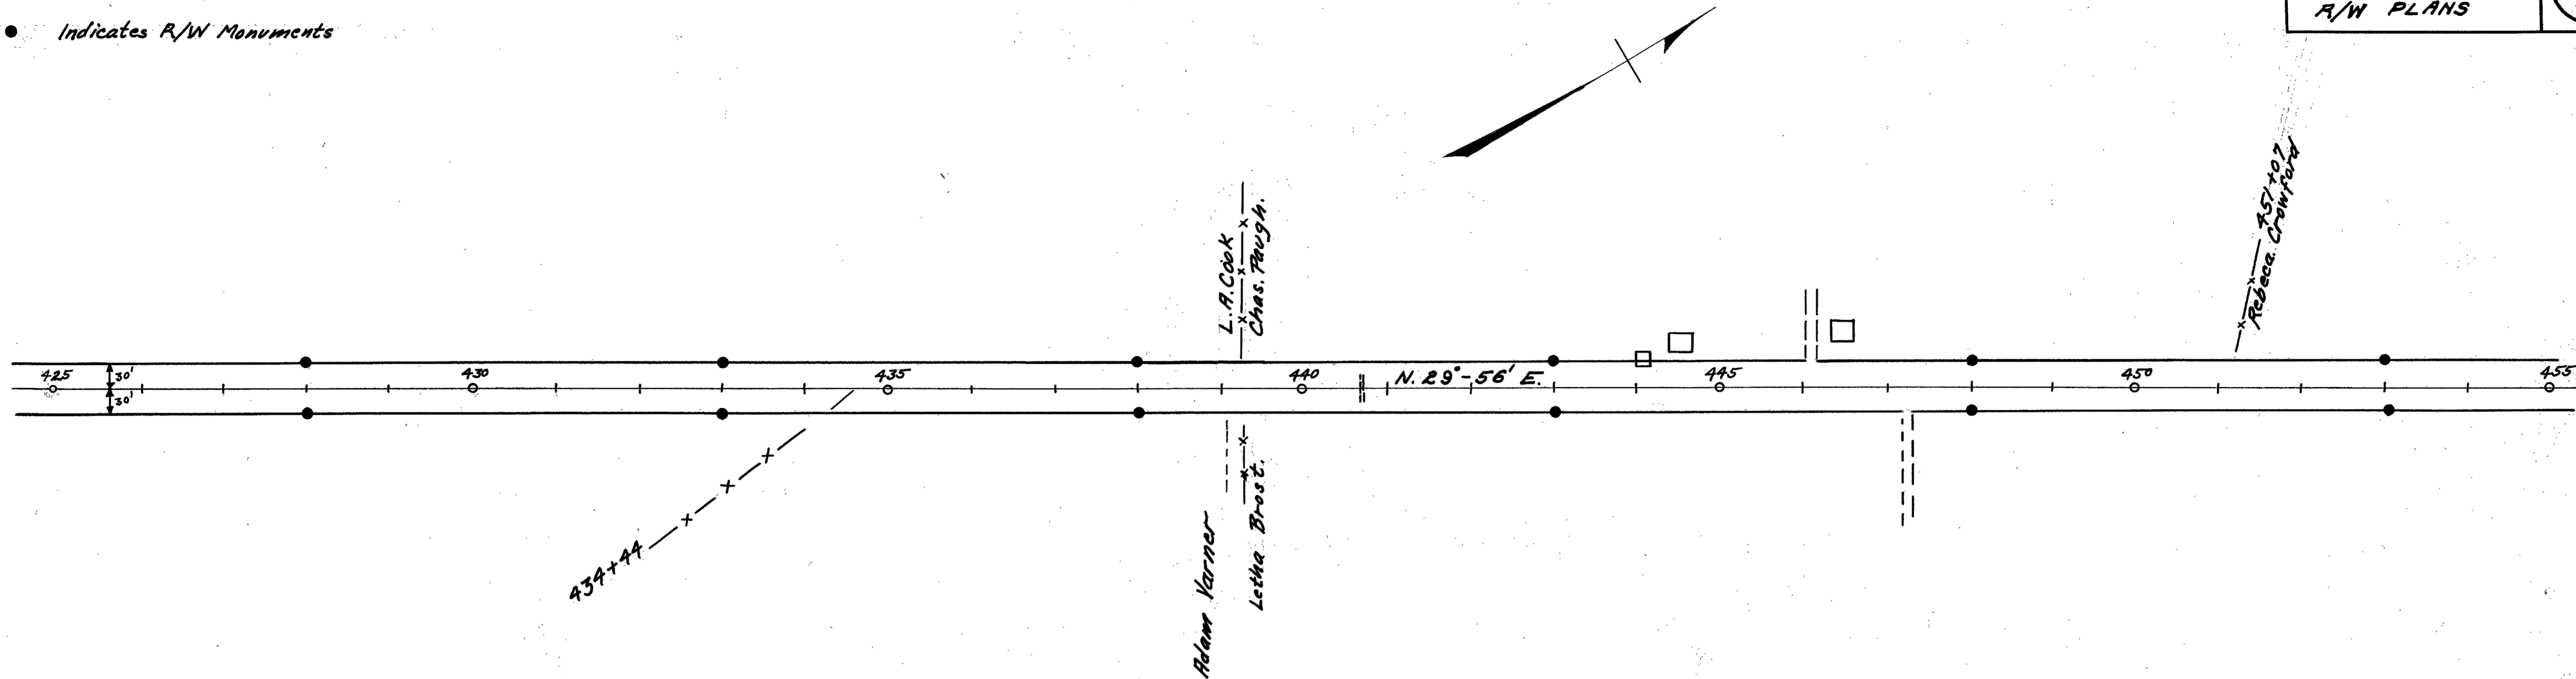 R/W PLANS
Indicates R/W Monuments
L.A. Cook
Chas. Paugh.
451+07
Rebeca. Crowford
425
30'
30'
430
435
440
N. 29°-56' E.
445
450
455
434+44
Adam Varner
Letha Brost.